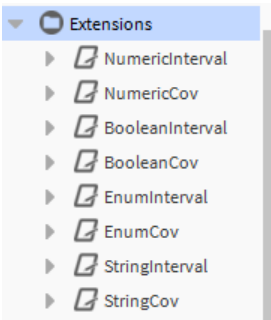 Extensions
NumericInterval
NumericCov
BooleanInterval
BooleanCov
EnumInterval
EnumCov
StringInterval
StringCov